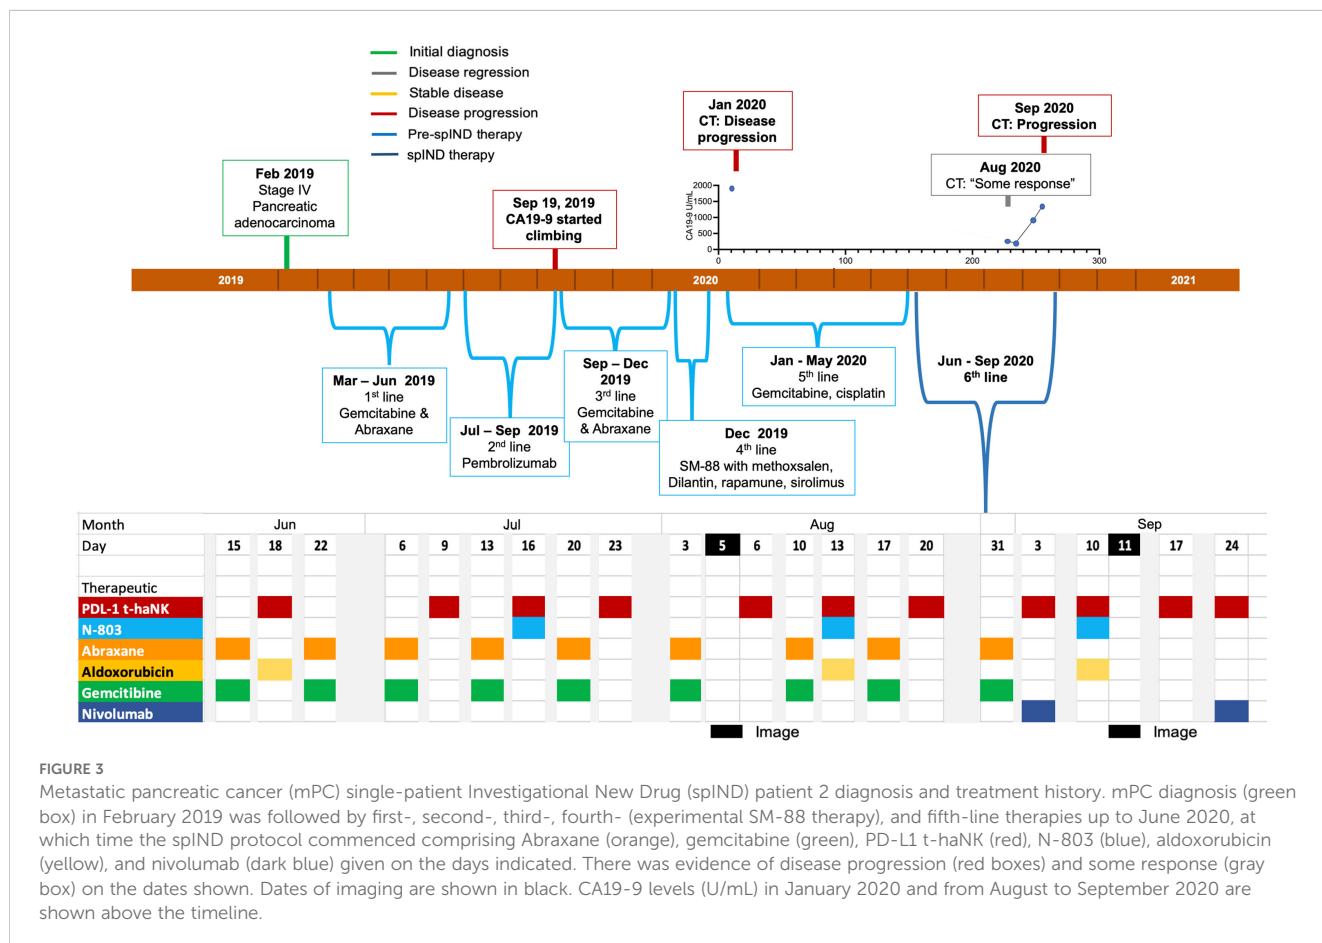 Initial diagnosis
Disease regression
Stable disease
Disease progression
Pre-spIND therapy
spIND therapy
Feb 2019
Stage IV
Pancreatic
adenocarcinoma
Sep 19, 2019
CA19-9 started
climbing
Jan 2020
CT: Disease
progression
Sep 2020
CT: Progression
Aug 2020
CT: “Some response”
CA19-9 U/mL
2000
1500
1000
500
0
0 100 200 300
2019 2020 2021
Mar – Jun 2019
1st line
Gemcitabine &
Abraxane
Jul – Sep 2019
2nd line
Pembrolizumab
Sep – Dec
2019
3rd line
Gemcitabine
& Abraxane
Dec 2019
4th line
SM-88 with methoxsalen,
Dilantin, rapamune, sirolimus
Jan - May 2020
5th line
Gemcitabine, cisplatin
Jun - Sep 2020
6th line
Month Jun Jul Aug Sep
Day 15 18 22 6 9 13 16 20 23 3 5 6 10 13 17 20 31 3 10 11 17 24
Therapeutic
PDL-1 t-haNK
N-803
Abraxane
Aldoxorubicin
Gemcitibine
Nivolumab
Image Image
FIGURE 3
Metastatic pancreatic cancer (mPC) single-patient Investigational New Drug (spIND) patient 2 diagnosis and treatment history. mPC diagnosis (green
box) in February 2019 was followed by first-, second-, third-, fourth- (experimental SM-88 therapy), and fifth-line therapies up to June 2020, at
which time the spIND protocol commenced comprising Abraxane (orange), gemcitabine (green), PD-L1 t-haNK (red), N-803 (blue), aldoxorubicin
(yellow), and nivolumab (dark blue) given on the days indicated. There was evidence of disease progression (red boxes) and some response (gray
box) on the dates shown. Dates of imaging are shown in black. CA19-9 levels (U/mL) in January 2020 and from August to September 2020 are
shown above the timeline.